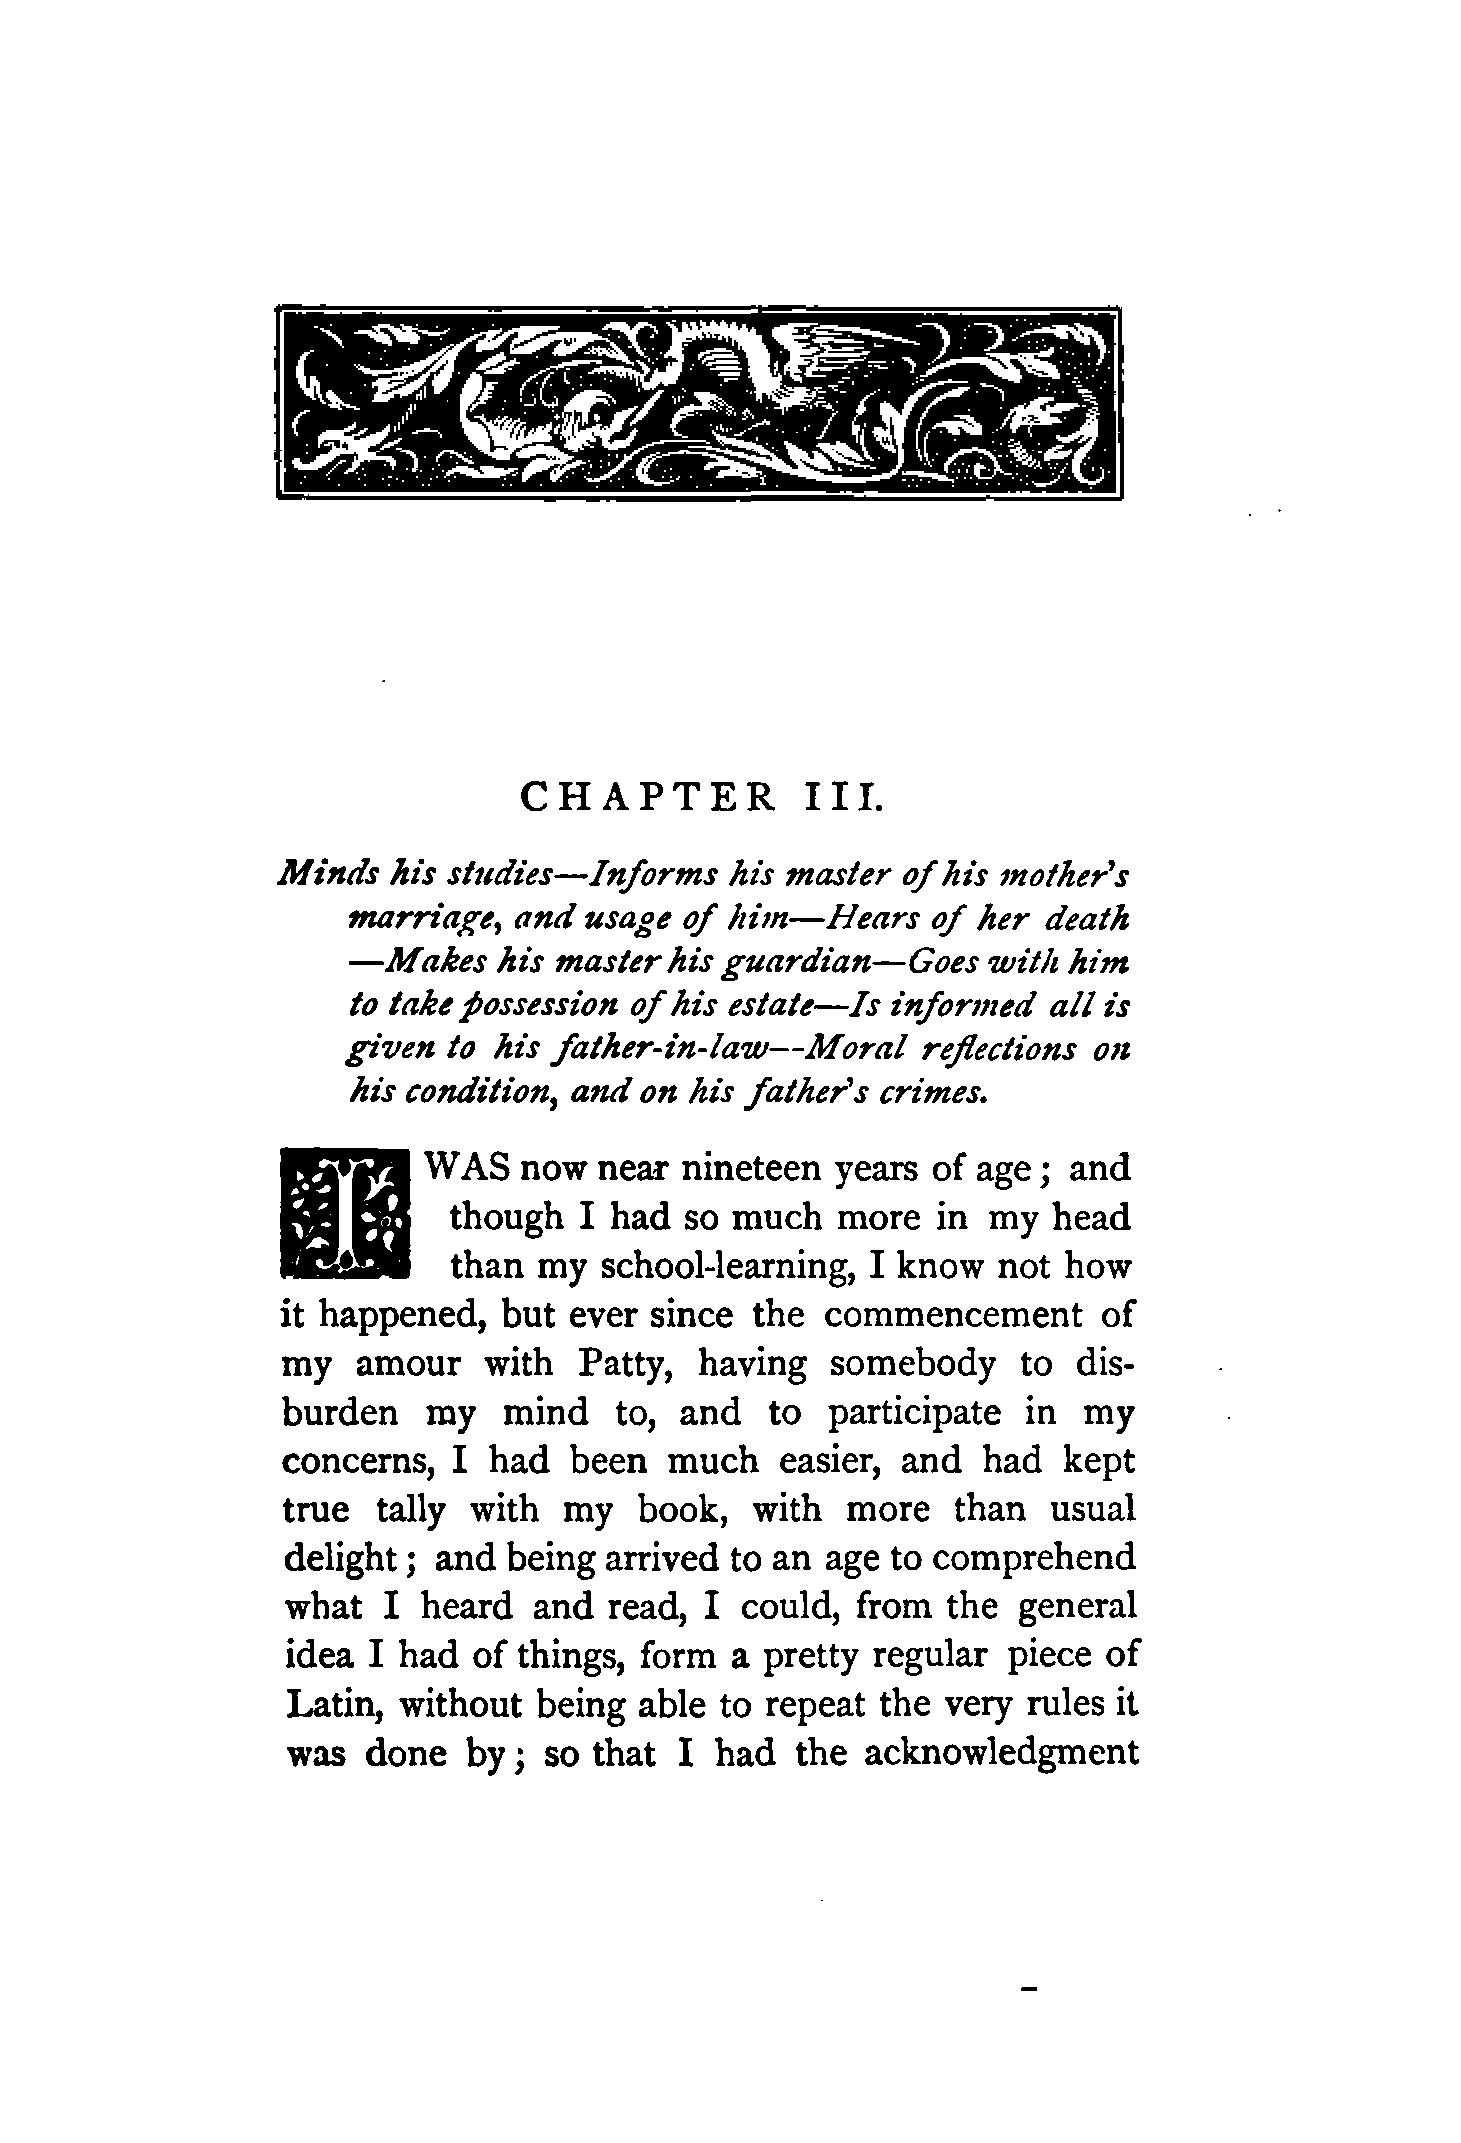 CHAPTER III.
Minds his studies—Informs his master of his mother's
marriage, and usage of him—Hears of her death
—Makes his master his guardian—Goes with him
to take possession of his estate—Is informed all is
given to his father-in-law--Moral reflections on
his condition, and on his father's crimes.
I WAS now near nineteen years of age; and
though I had so much more in my head
than my school-learning, I know not how
it happened, but ever since the commencement of
my amour with Patty, having somebody to dis-
burden my mind to, and to participate in my
concerns, I had been much easier, and had kept
true tally with my book, with more than usual
delight; and being arrived to an age to comprehend
what I heard and read, I could, from the general
idea I had of things, form a pretty regular piece of
Latin, without being able to repeat the very rules it
was done by; so that I had the acknowledgment